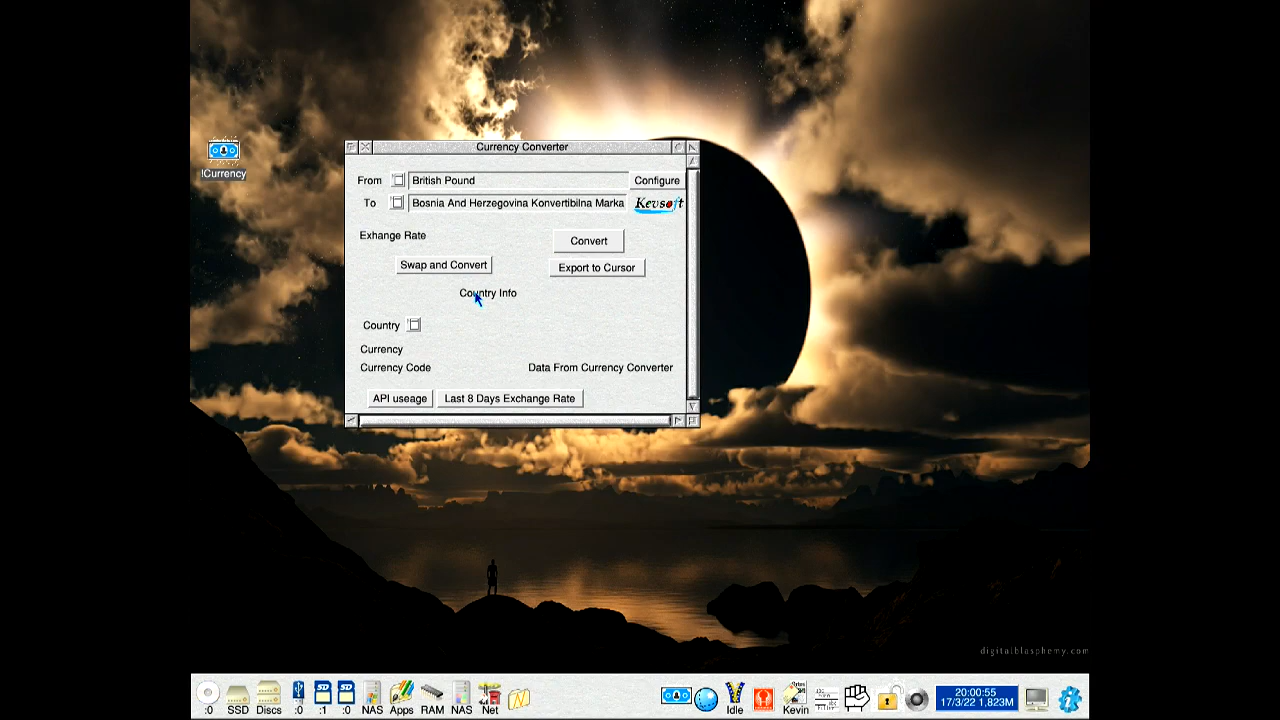 Currency Converter
!Currency
From British Pound Configure
To Bosnia And Herzegovina Konvertibilna Marka Kevsoft
Exhange Rate
Convert
Swap and Convert
Export to Cursor
Country Info
Country
Currency
Currency Code
Data From Currency Converter
API useage
Last 8 Days Exchange Rate
digitalblasphemy.com
:0 SSD Discs :0 :1 :0 NAS Apps RAM NAS Net
Idle Kevin
20:00:55
17/3/22 1,823M